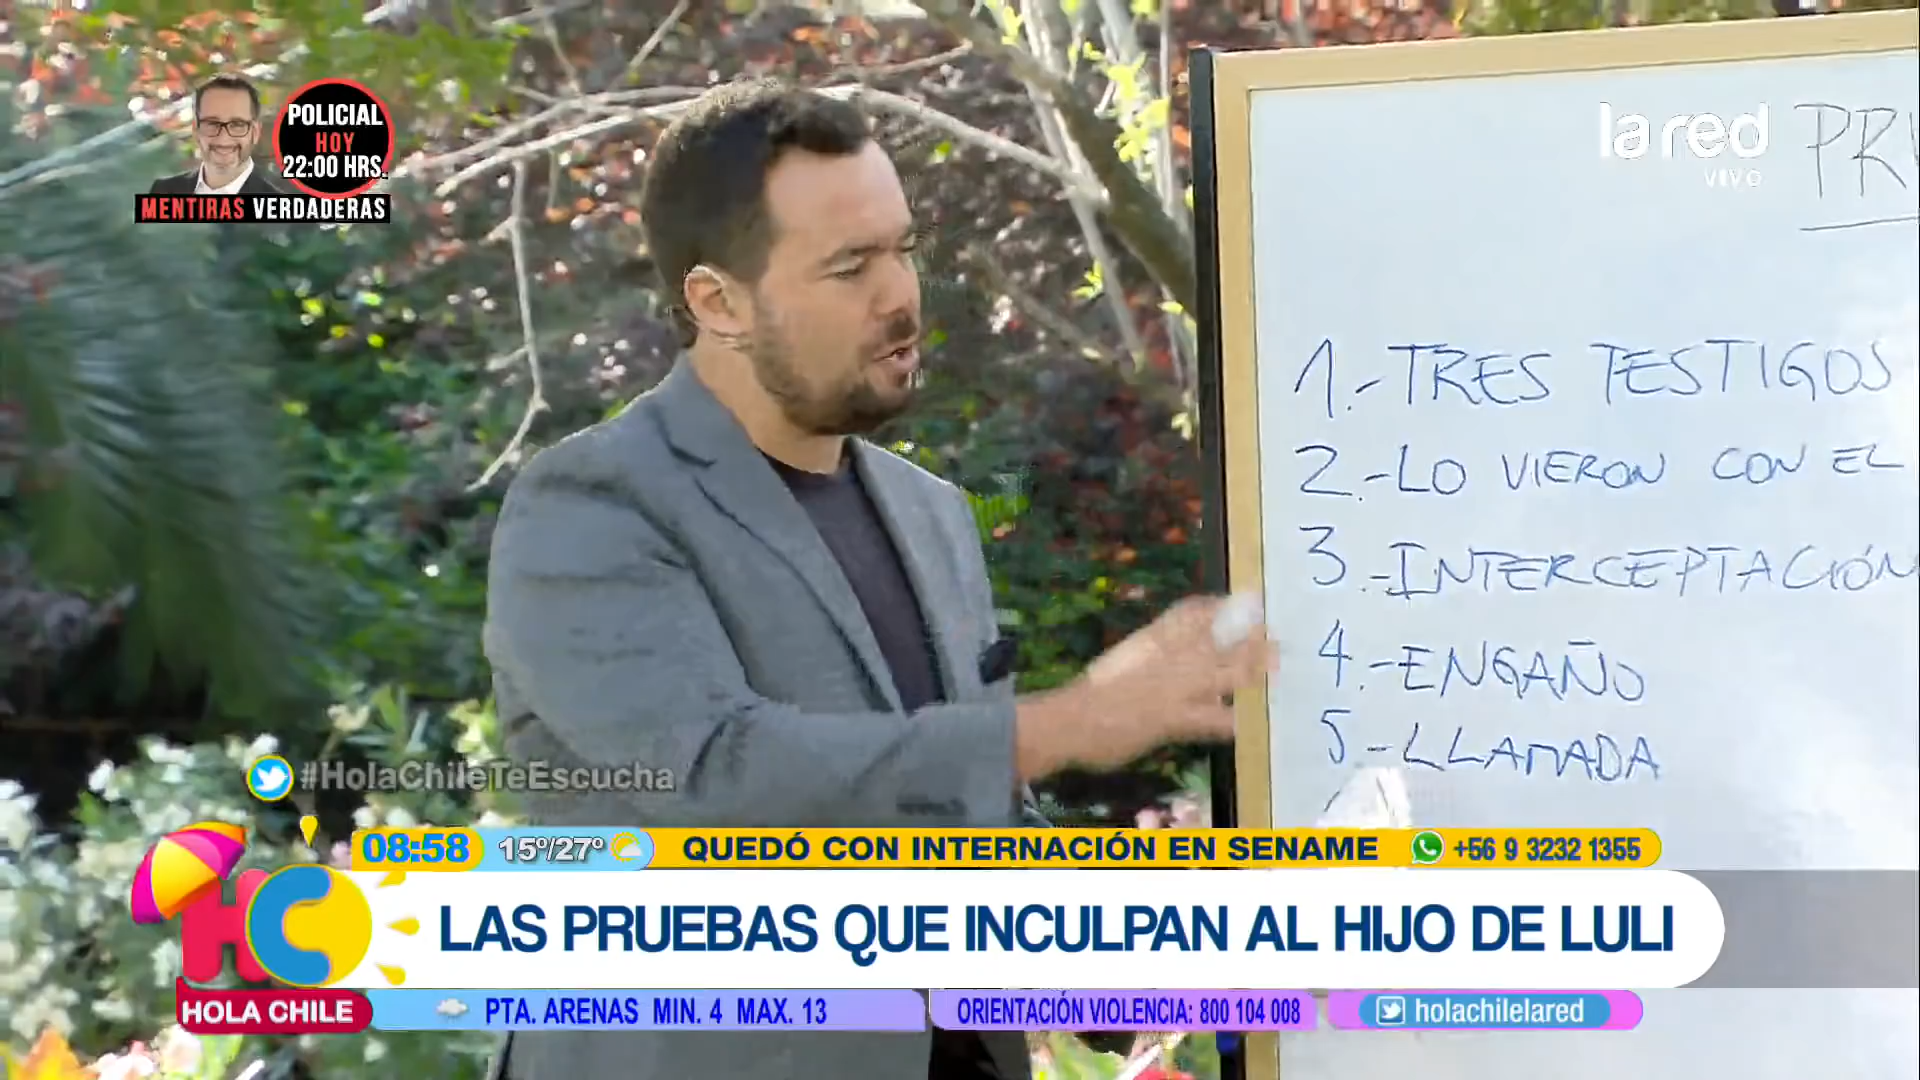 POLICIAL
HOY
22:00 HRS.
MENTIRAS VERDADERAS
la red
VIVO
1.- TRES TESTIGOS
2.- LO VIERON CON EL
3.- INTERCEPTACIÓN
4.- ENGAÑO
5 - LLAMADA
#HolaChileTeEscucha
08:58 15º/27º QUEDÓ CON INTERNACIÓN EN SENAME +56 9 3232 1355
HC
LAS PRUEBAS QUE INCULPAN AL HIJO DE LULI
HOLA CHILE
PTA. ARENAS MIN. 4 MAX. 13
ORIENTACIÓN VIOLENCIA: 800 104 008
holachilelared